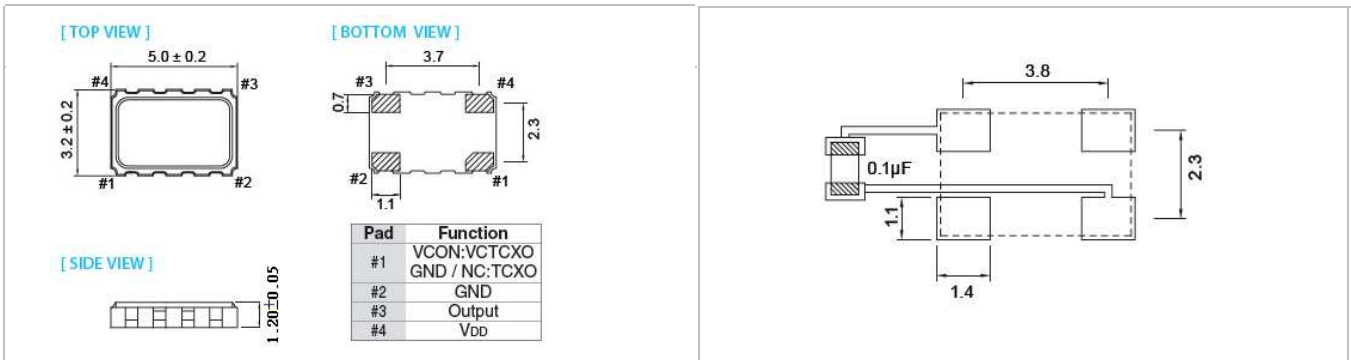 [ TOP VIEW ]
5.0 ± 0.2
#4
#3
3.2 ± 0.2
#1
#2
[ BOTTOM VIEW ]
3.7
#3
#4
0.7
2.3
#2
#1
1.1
[ SIDE VIEW ]
1.20±0.05
Pad Function
#1 VCON:VCTCXO
GND / NC:TCXO
#2 GND
#3 Output
#4 VDD
3.8
0.1µF
2.3
1.1
1.4